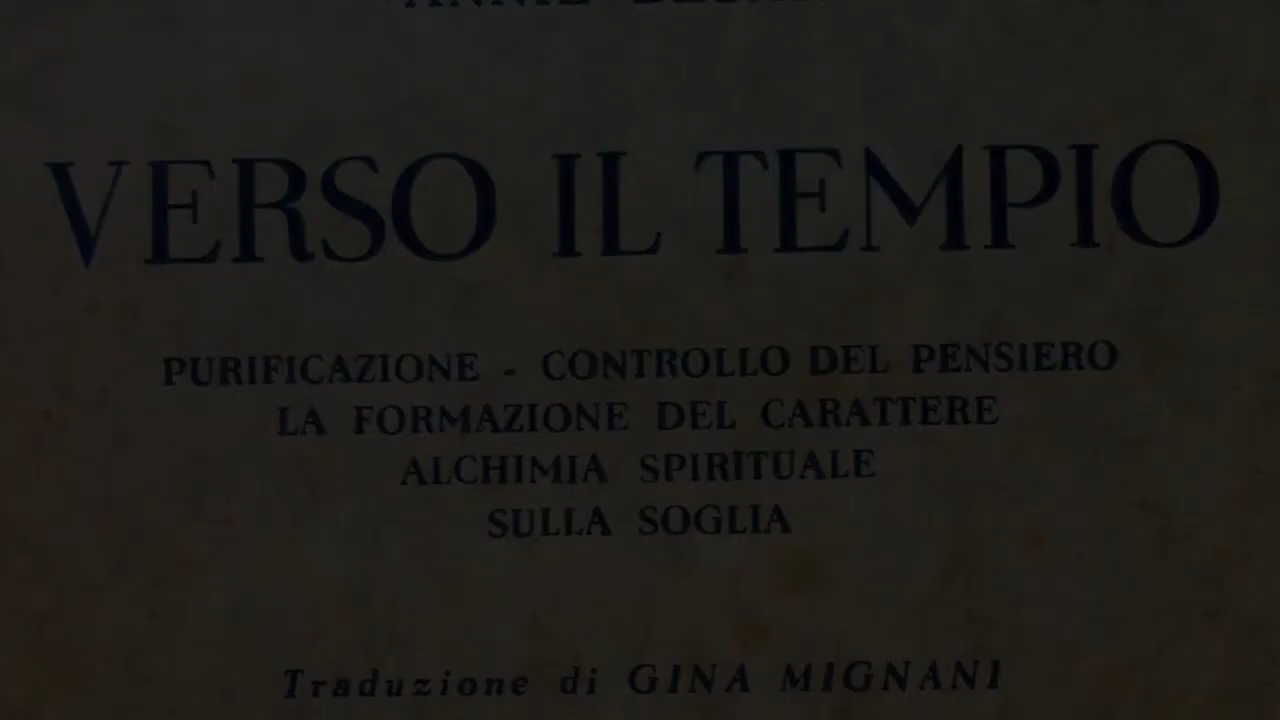 ANNIE
VERSO IL TEMPIO
PURIFICAZIONE - CONTROLLO DEL PENSIERO
LA FORMAZIONE DEL CARATTERE
ALCHIMIA SPIRITUALE
SULLA SOGLIA
Traduzione di GINA MIGNANI